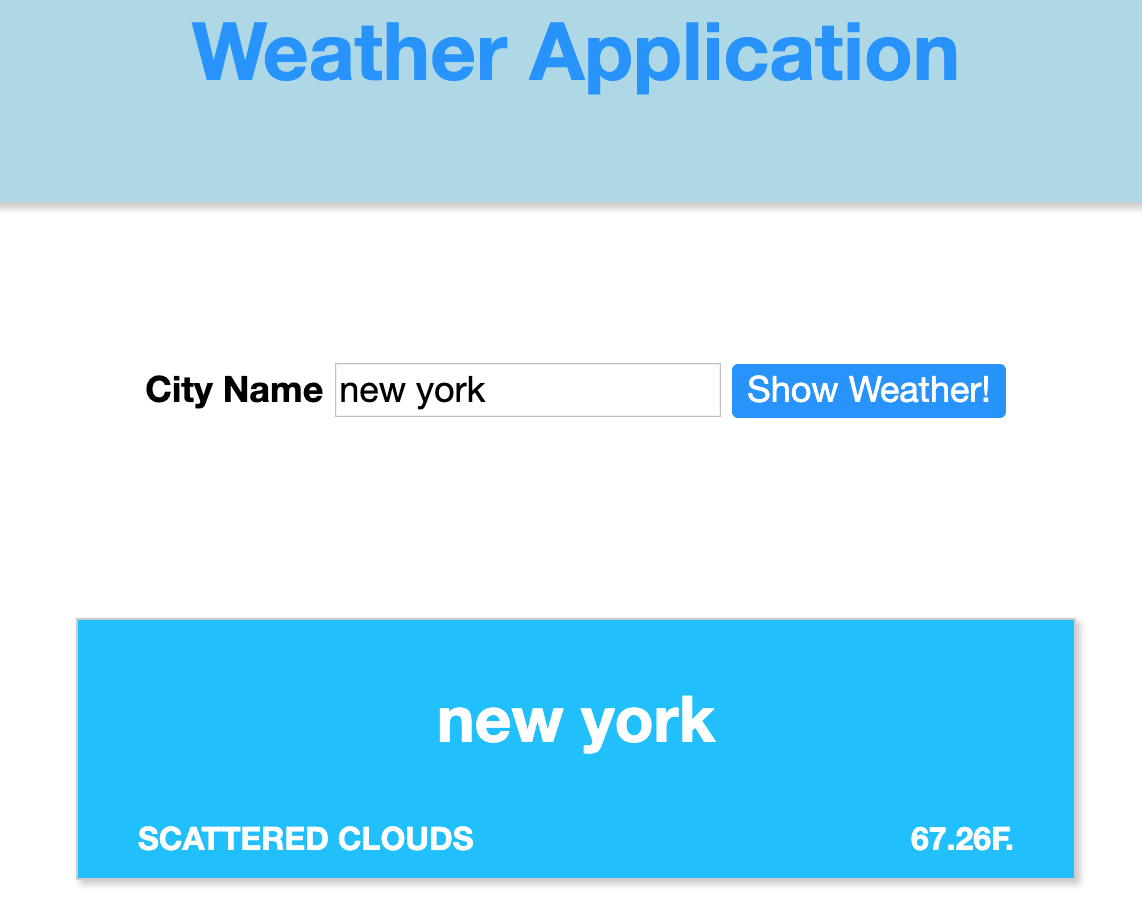 Weather Application
City Name new york Show Weather!
new york
SCATTERED CLOUDS 67.26F.